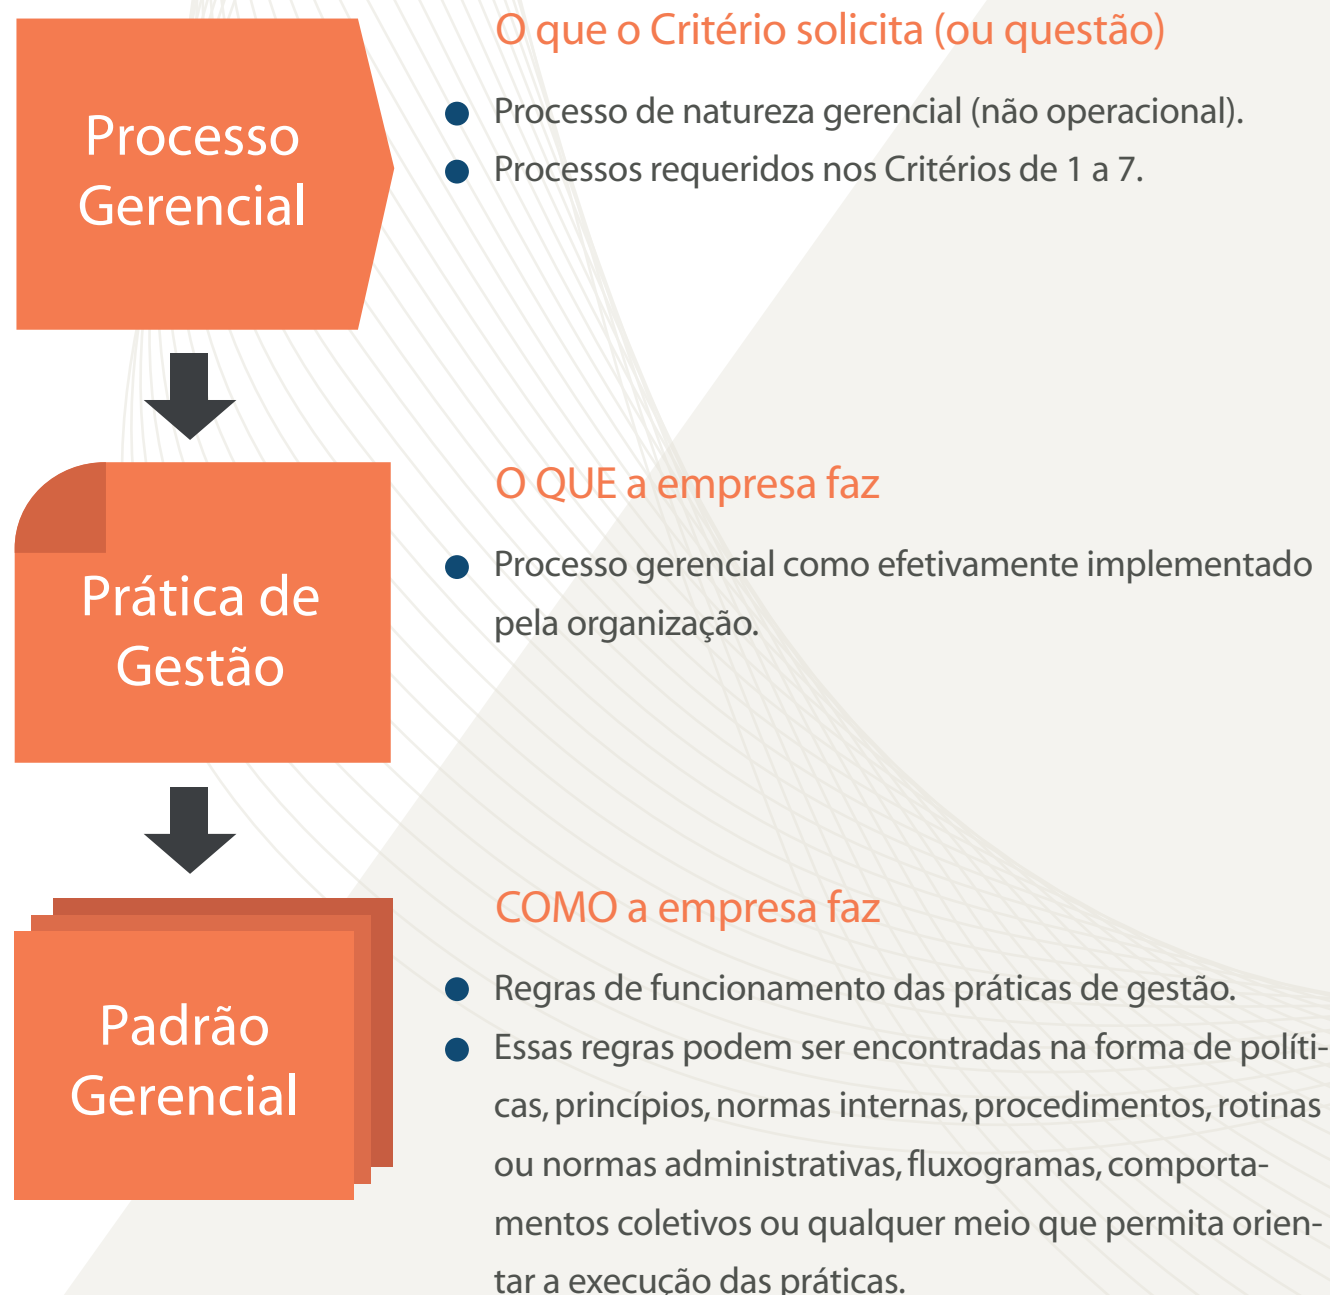 Processo
Gerencial
O que o Critério solicita (ou questão)
Processo de natureza gerencial (não operacional).
Processos requeridos nos Critérios de 1 a 7.
Prática de
Gestão
O QUE a empresa faz
Processo gerencial como efetivamente implementado
pela organização.
Padrão
Gerencial
COMO a empresa faz
Regras de funcionamento das práticas de gestão.
Essas regras podem ser encontradas na forma de políti-
cas, princípios, normas internas, procedimentos, rotinas
ou normas administrativas, fluxogramas, comporta-
mentos coletivos ou qualquer meio que permita orien-
tar a execução das práticas.